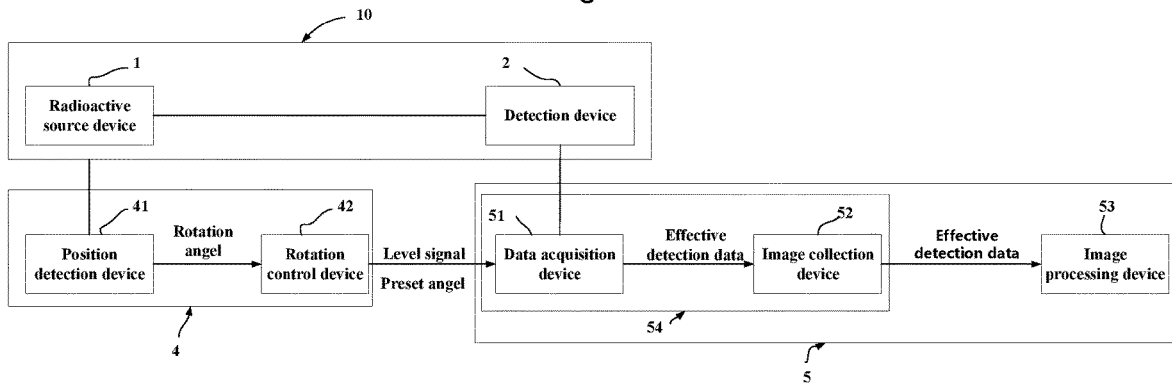 10
1
2
Radioactive
source device
Detection device
41
42
51
52
53
Position
detection device
Rotation
angel
Rotation
control device
Level signal
Preset angel
Data acquisition
device
Effective
detection data
Image collection
device
Effective
detection data
Image
processing device
4
54
5